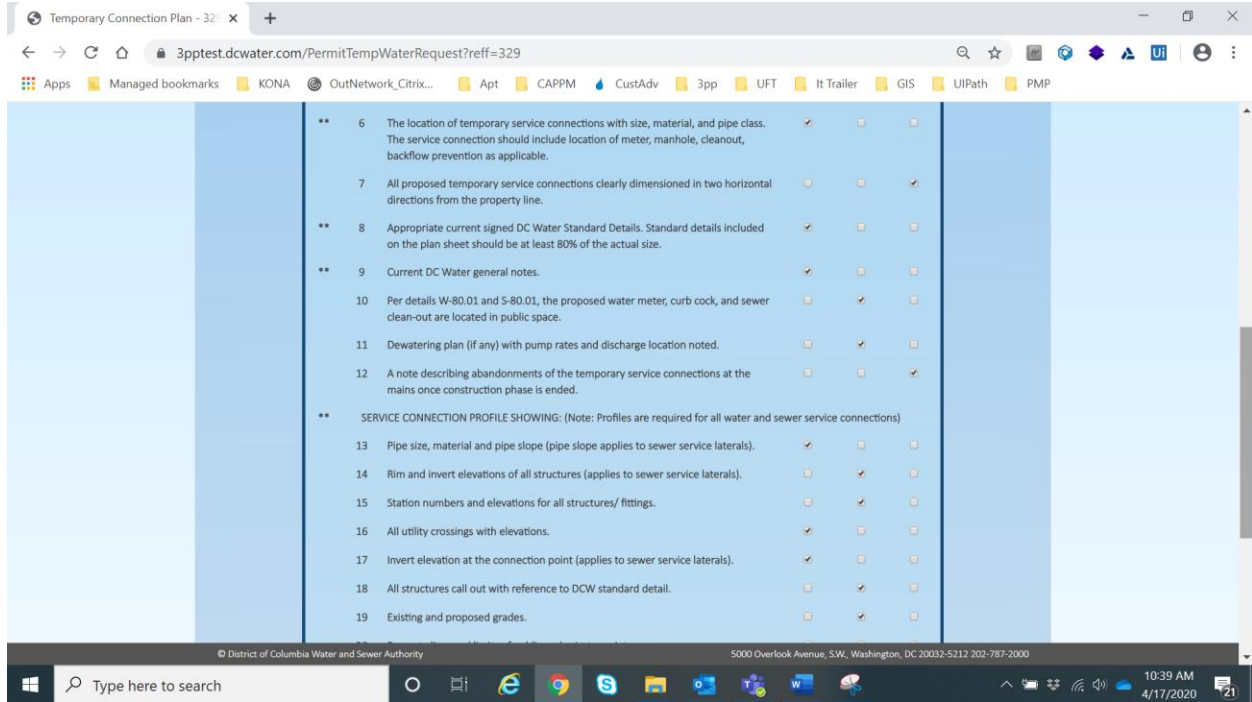 Temporary Connection Plan - 329
3pptest.dcwater.com/PermitTempWaterRequest?reff=329
Apps Managed bookmarks KONA OutNetwork_Citrix... Apt CAPPM CustAdv 3pp UFT It Trailer GIS UIPath PMP
** 6 The location of temporary service connections with size, material, and pipe class.
The service connection should include location of meter, manhole, cleanout,
backflow prevention as applicable.
7 All proposed temporary service connections clearly dimensioned in two horizontal
directions from the property line.
** 8 Appropriate current signed DC Water Standard Details. Standard details included
on the plan sheet should be at least 80% of the actual size.
** 9 Current DC Water general notes.
10 Per details W-80.01 and S-80.01, the proposed water meter, curb cock, and sewer
clean-out are located in public space.
11 Dewatering plan (if any) with pump rates and discharge location noted.
12 A note describing abandonments of the temporary service connections at the
mains once construction phase is ended.
** SERVICE CONNECTION PROFILE SHOWING: (Note: Profiles are required for all water and sewer service connections)
13 Pipe size, material and pipe slope (pipe slope applies to sewer service laterals).
14 Rim and invert elevations of all structures (applies to sewer service laterals).
15 Station numbers and elevations for all structures/ fittings.
16 All utility crossings with elevations.
17 Invert elevation at the connection point (applies to sewer service laterals).
18 All structures call out with reference to DCW standard detail.
19 Existing and proposed grades.
© District of Columbia Water and Sewer Authority 5000 Overlook Avenue, S.W., Washington, DC 20032-5212 202-787-2000
Type here to search
10:39 AM
4/17/2020
21